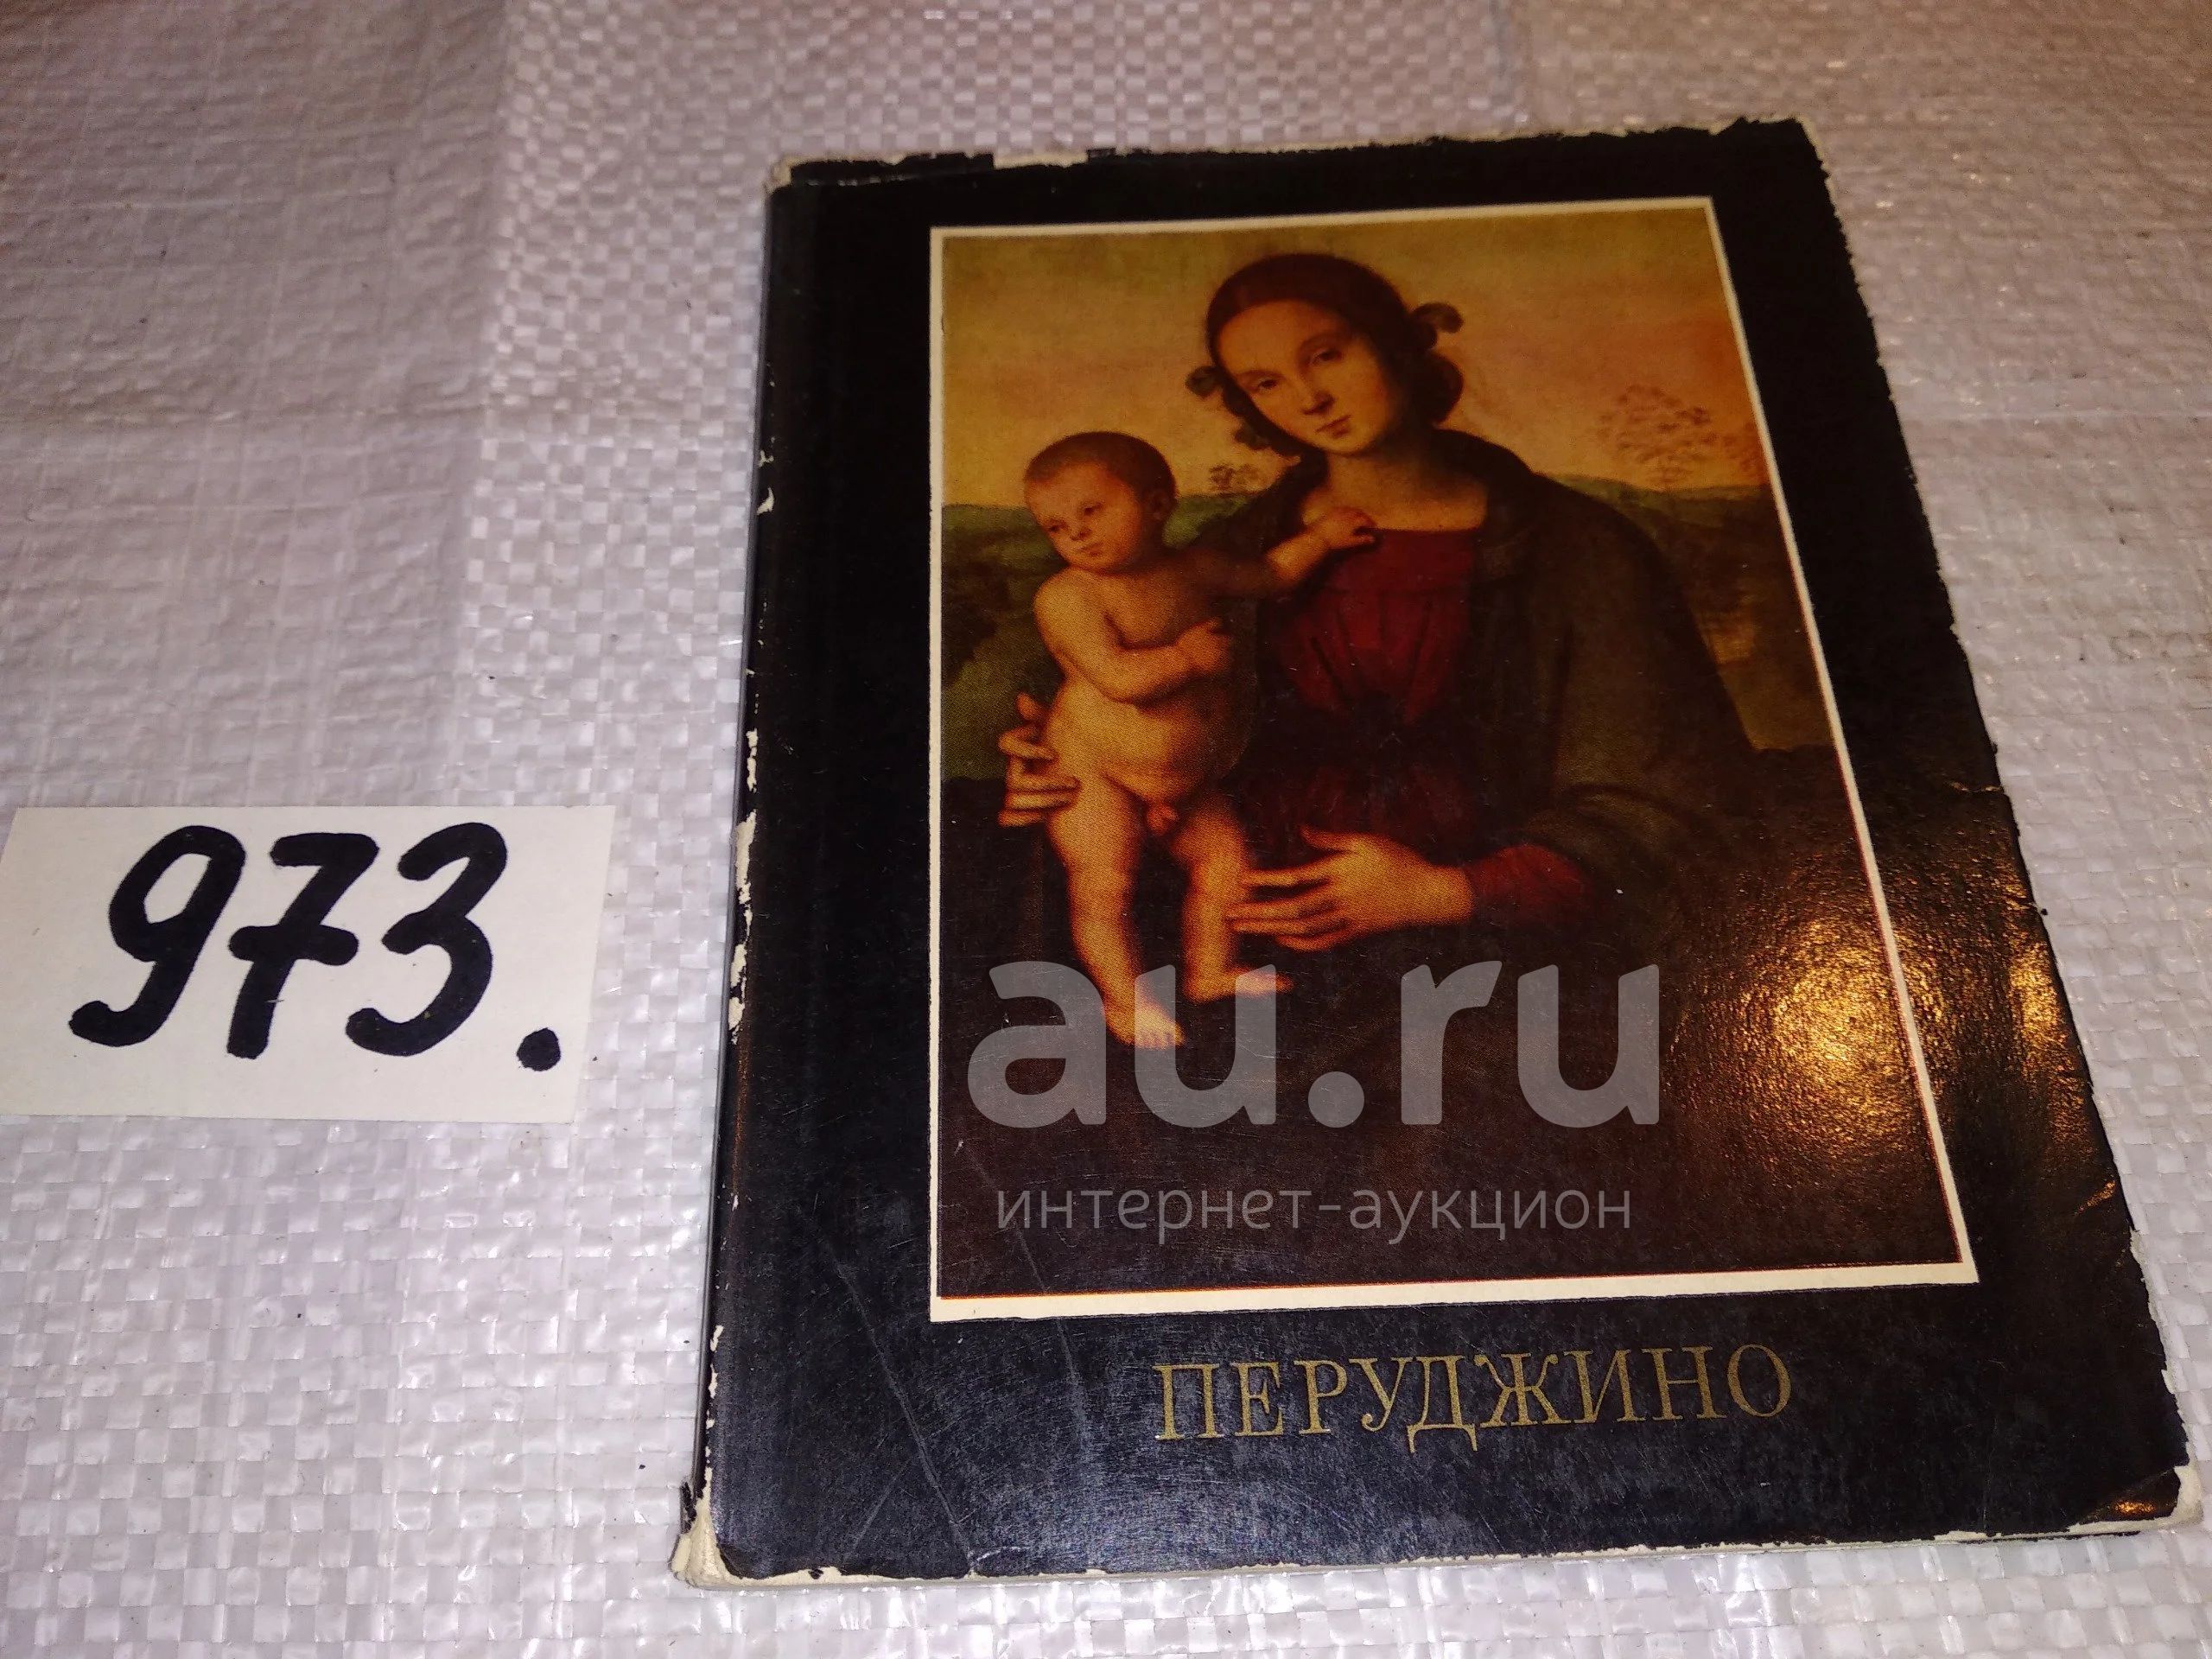 973.
au.ru
интернет-аукцион
ПЕРУДЖИНО